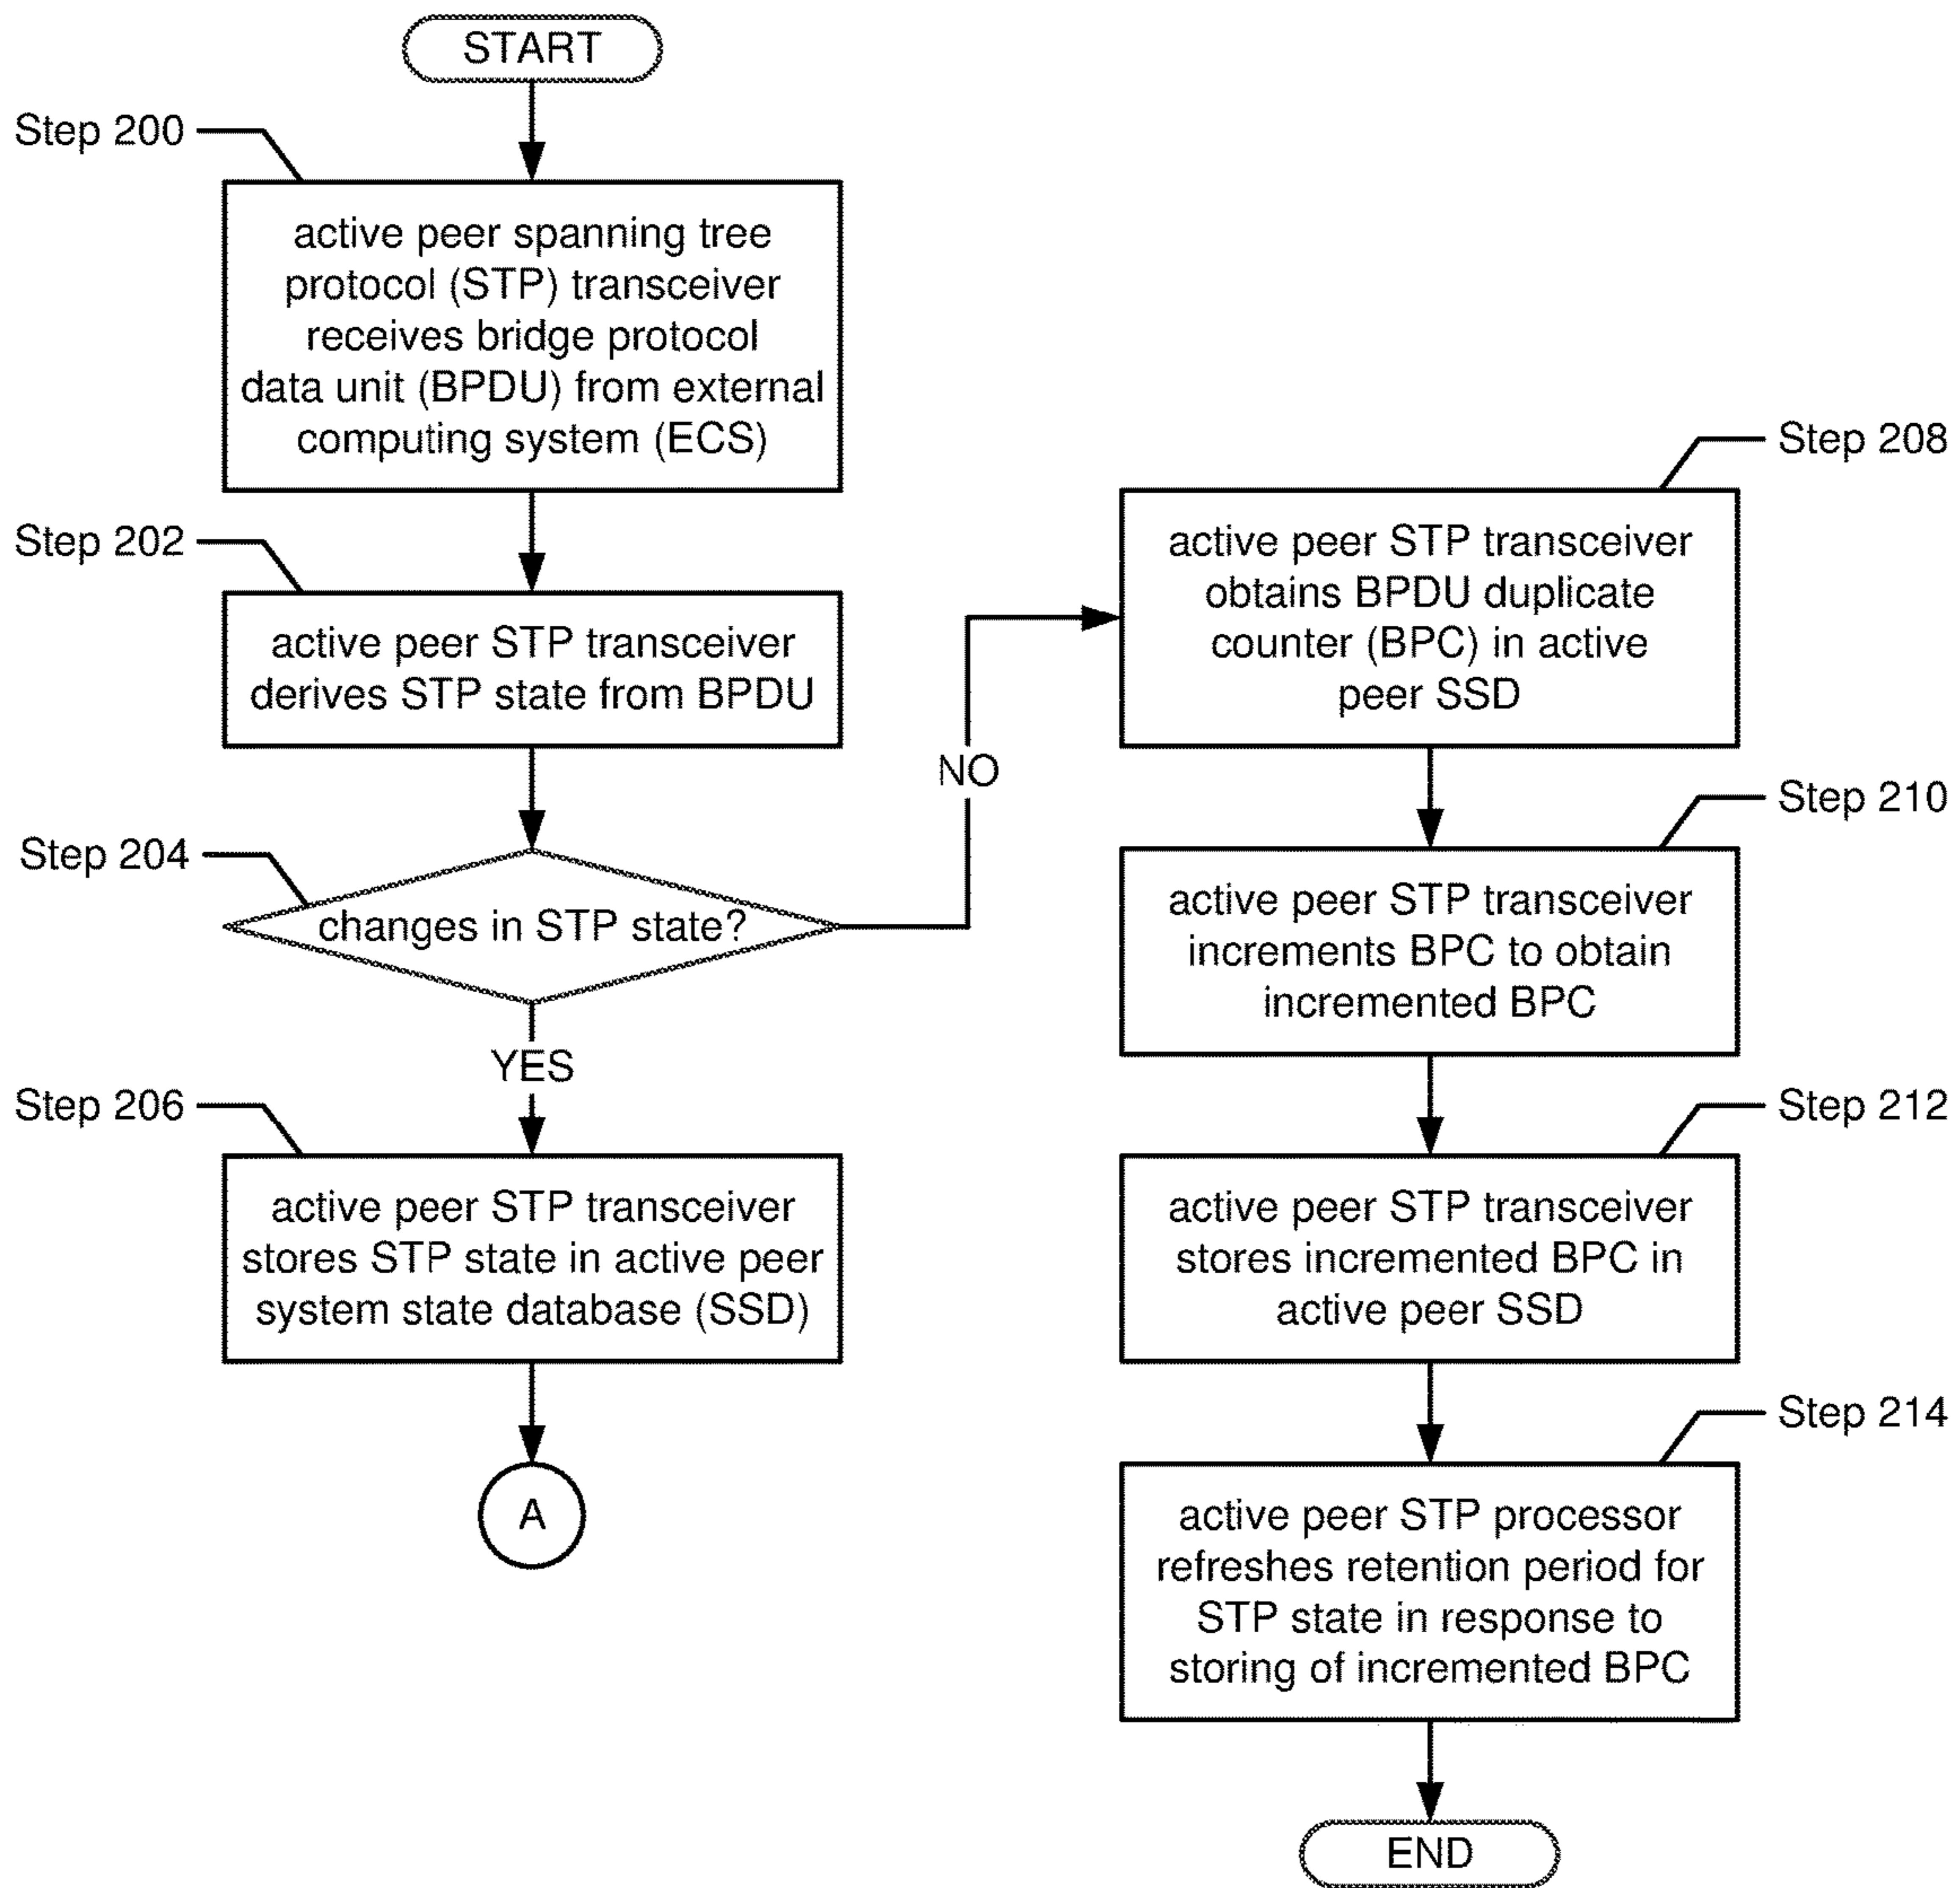 START
Step 200
active peer spanning tree
protocol (STP) transceiver
receives bridge protocol
data unit (BPDU) from external
computing system (ECS)
Step 202
active peer STP transceiver
derives STP state from BPDU
Step 204
changes in STP state?
NO
YES
Step 206
active peer STP transceiver
stores STP state in active peer
system state database (SSD)
A
Step 208
active peer STP transceiver
obtains BPDU duplicate
counter (BPC) in active
peer SSD
Step 210
active peer STP transceiver
increments BPC to obtain
incremented BPC
Step 212
active peer STP transceiver
stores incremented BPC in
active peer SSD
Step 214
active peer STP processor
refreshes retention period for
STP state in response to
storing of incremented BPC
END